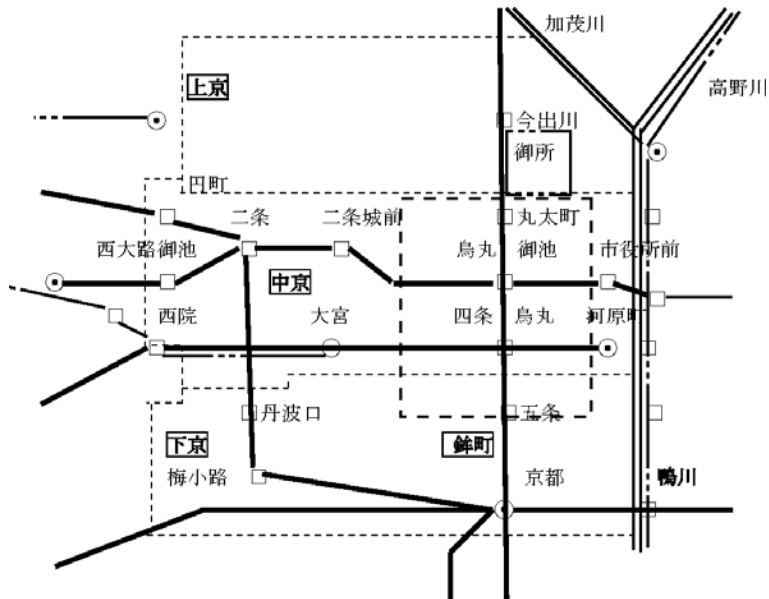 加茂川
上京
高野川
今出川
御所
円町
二条
二条城前
丸太町
西大路御池
烏丸 御池
市役所前
中京
西院
大宮
四条 烏丸
河原町
丹波口
五条
下京
鉾町
梅小路
京都
鴨川